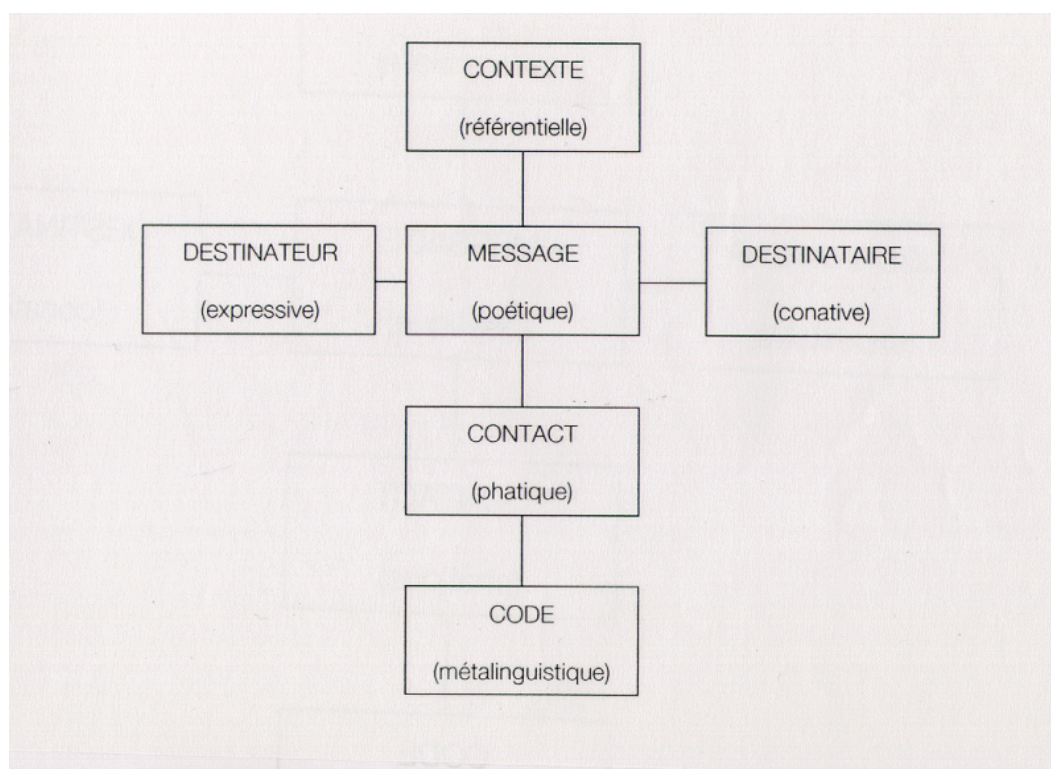 CONTEXTE
(référentielle)
DESTINATEUR
(expressive)
MESSAGE
(poétique)
DESTINATAIRE
(conative)
CONTACT
(phatique)
CODE
(métalinguistique)